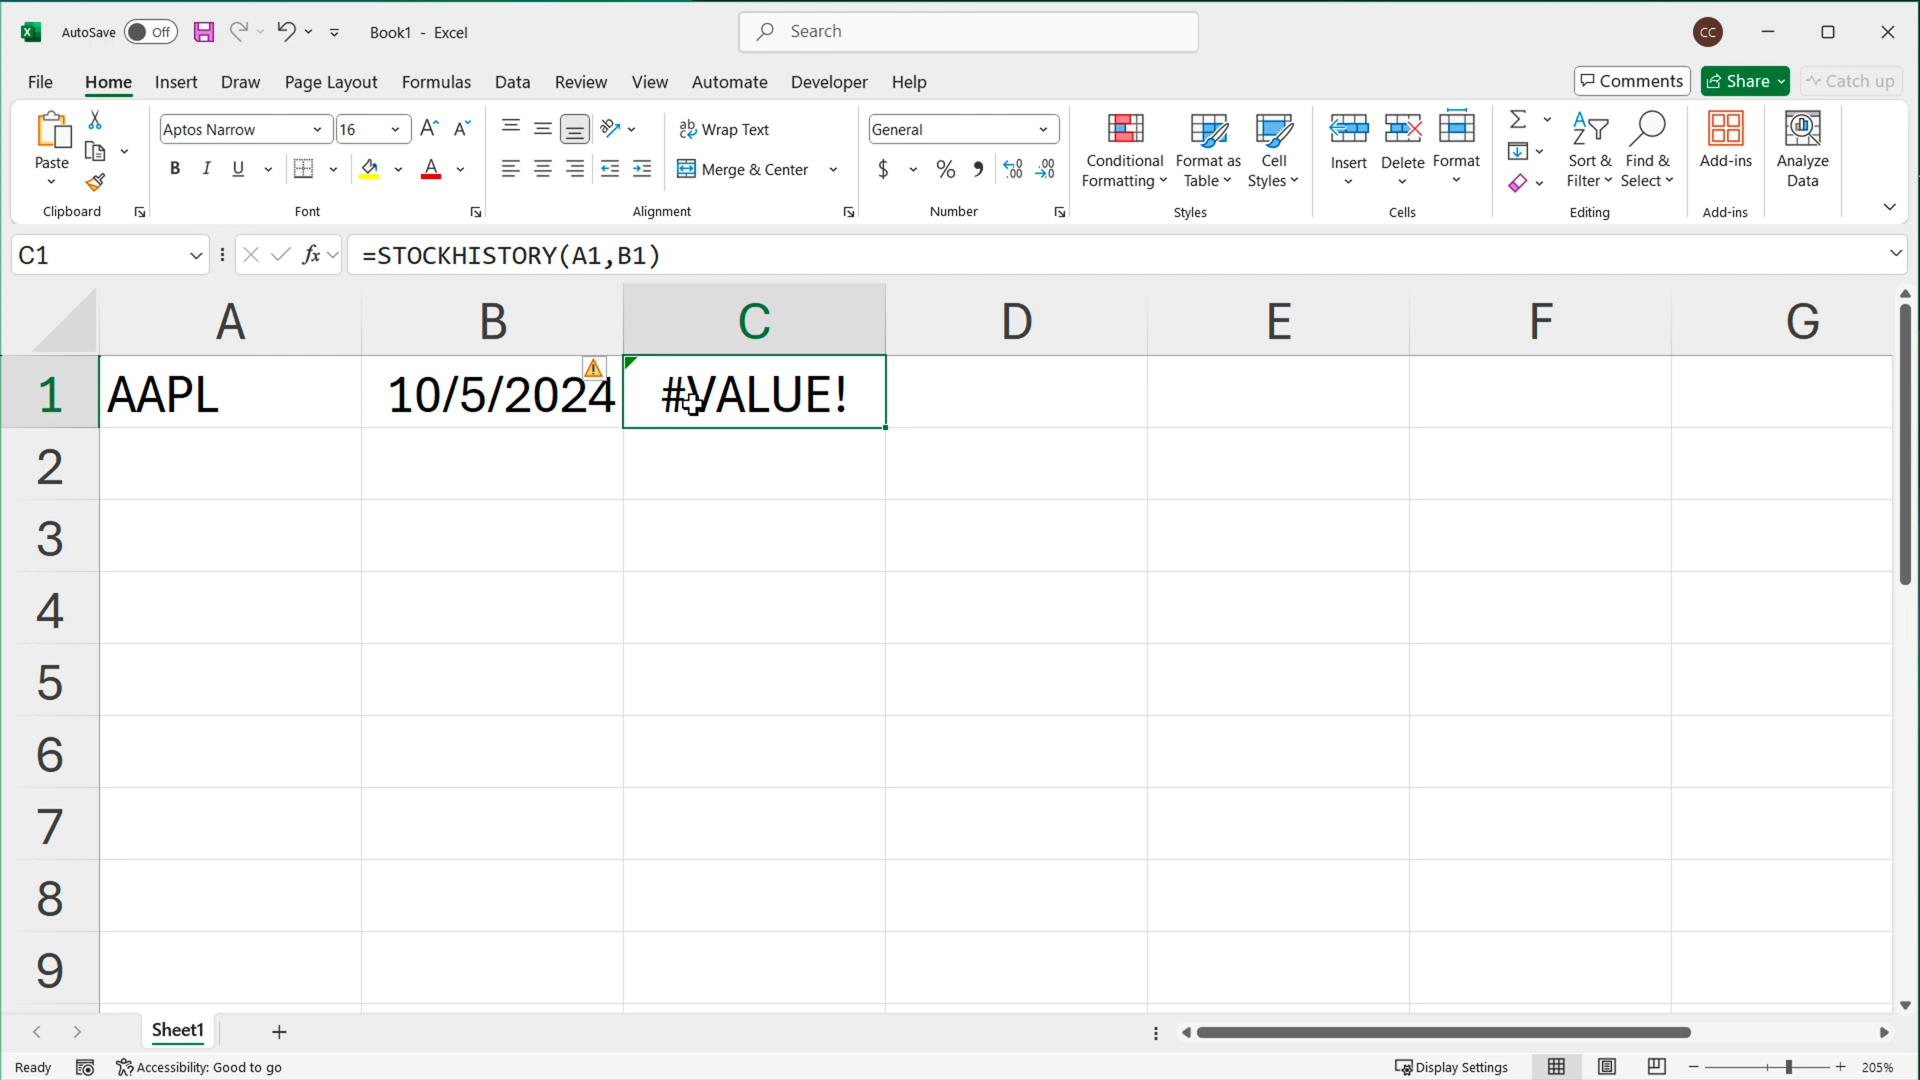 AutoSave Off Book1 - Excel Search CC
File Home Insert Draw Page Layout Formulas Data Review View Automate Developer Help Comments Share Catch up
Aptos Narrow 16 A A ab Wrap Text General Σ
Paste B I U A Merge & Center $ % , Conditional Formatting Format as Table Cell Styles Insert Delete Format Sort & Filter Find & Select Add-ins Analyze Data
Clipboard Font Alignment Number Styles Cells Editing Add-ins
C1 fx =STOCKHISTORY(A1,B1)
A B C D E F G
1 AAPL 10/5/2024 #VALUE!
2
3
4
5
6
7
8
9
Sheet1
Ready Accessibility: Good to go Display Settings 205%